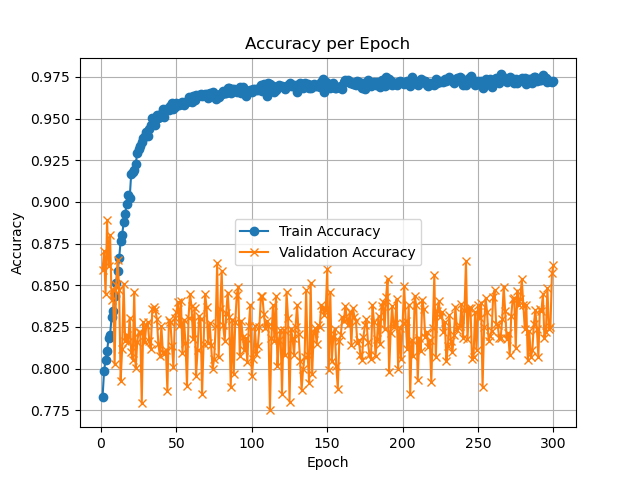 Accuracy per Epoch
0.975
0.950
0.925
0.900
0.875
0.850
0.825
0.800
0.775
Accuracy
Train Accuracy
Validation Accuracy
0 50 100 150 200 250 300
Epoch